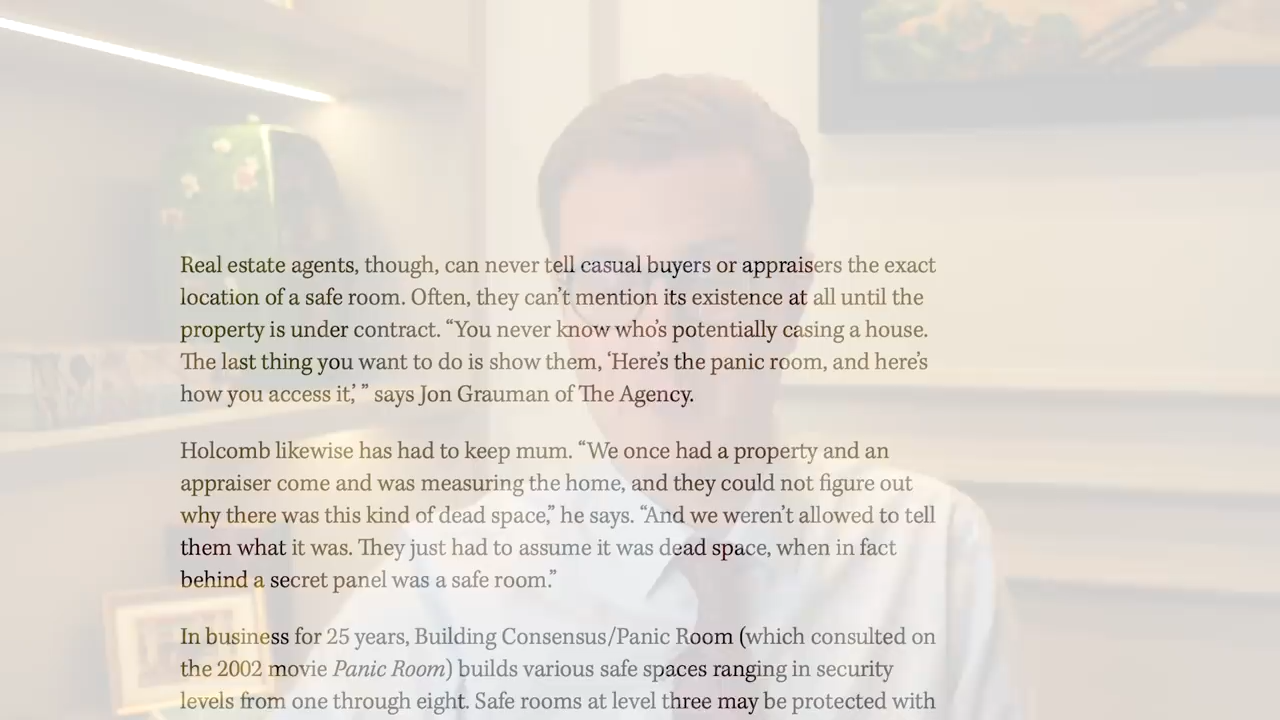 Real estate agents, though, can never tell casual buyers or appraisers the exact
location of a safe room. Often, they can’t mention its existence at all until the
property is under contract. “You never know who’s potentially casing a house.
The last thing you want to do is show them, ‘Here’s the panic room, and here’s
how you access it,’ ” says Jon Grauman of The Agency.
Holcomb likewise has had to keep mum. “We once had a property and an
appraiser come and was measuring the home, and they could not figure out
why there was this kind of dead space,” he says. “And we weren’t allowed to tell
them what it was. They just had to assume it was dead space, when in fact
behind a secret panel was a safe room.”
In business for 25 years, Building Consensus/Panic Room (which consulted on
the 2002 movie Panic Room) builds various safe spaces ranging in security
levels from one through eight. Safe rooms at level three may be protected with